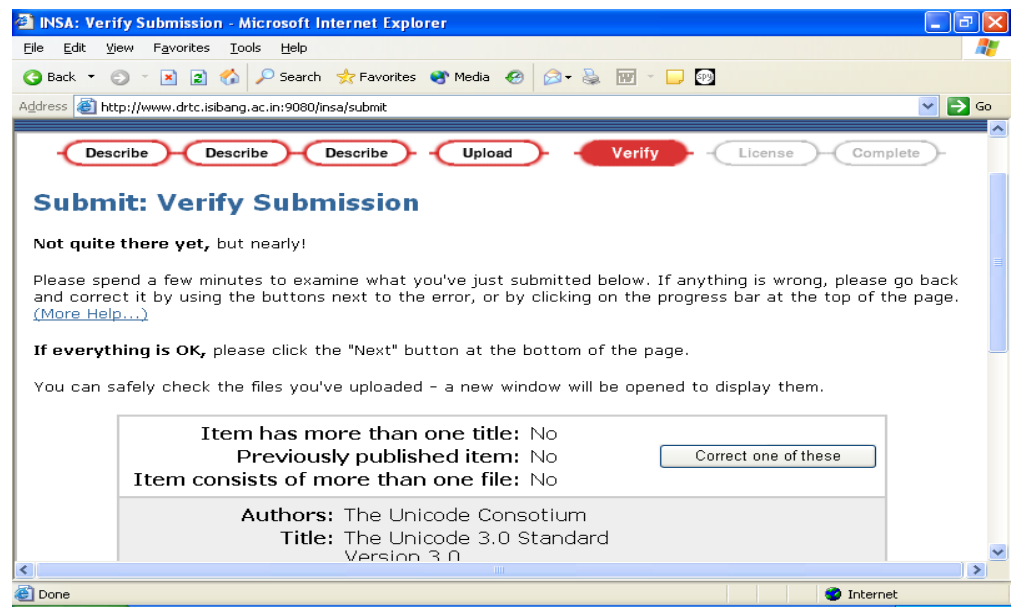 INSA: Verify Submission - Microsoft Internet Explorer
File Edit View Favorites Tools Help
Back Search Favorites Media W SPY
Address http://www.drtc.isibang.ac.in:9080/insa/submit Go
Describe Describe Describe Upload Verify License Complete
Submit: Verify Submission
Not quite there yet, but nearly!
Please spend a few minutes to examine what you've just submitted below. If anything is wrong, please go back
and correct it by using the buttons next to the error, or by clicking on the progress bar at the top of the page.
(More Help...)
If everything is OK, please click the "Next" button at the bottom of the page.
You can safely check the files you've uploaded - a new window will be opened to display them.
Item has more than one title: No
Previously published item: No Correct one of these
Item consists of more than one file: No
Authors: The Unicode Consotium
Title: The Unicode 3.0 Standard
Version 3.0
Done Internet